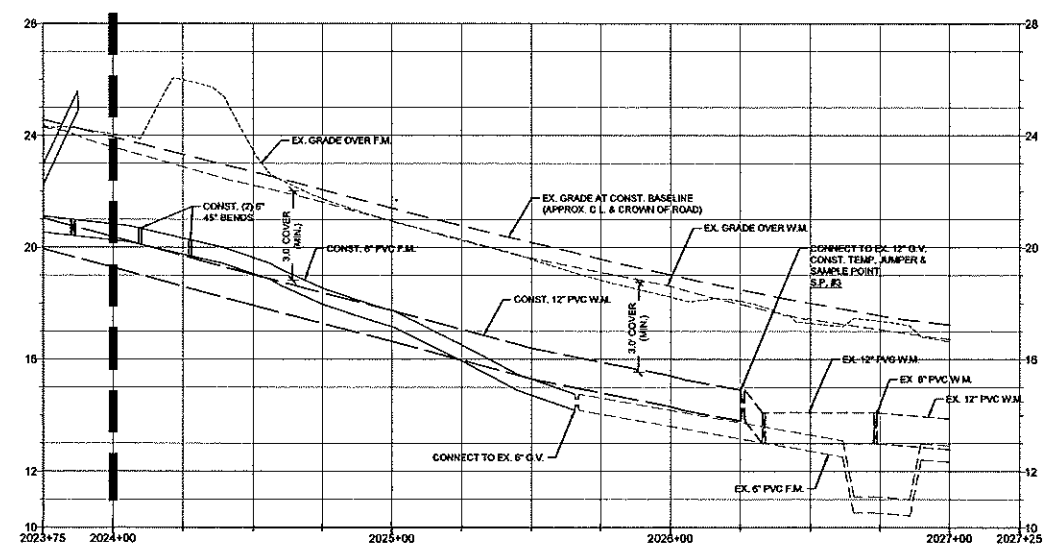 28
28
EX. GRADE OVER F.M.
24
24
CONST. (2) 6"
45° BENDS
EX. GRADE AT CONST. BASELINE
(APPROX. C.L. & CROWN OF ROAD)
EX. GRADE OVER W.M.
3.0' COVER
(MIN.)
CONST. 6" PVC F.M.
CONNECT TO EX. 12" G.V.
CONST. TEMP. JUMPER &
SAMPLE POINT
S.P. #3
20
20
CONST. 12" PVC W.M.
3.0' COVER
(MIN.)
16
16
EX. 12" PVC W.M.
EX. 8" PVC W.M.
EX. 12" PVC W.M.
CONNECT TO EX. 6" G.V.
EX. 6" PVC F.M.
12
12
10
10
2023+75
2024+00
2025+00
2026+00
2027+00
2027+25